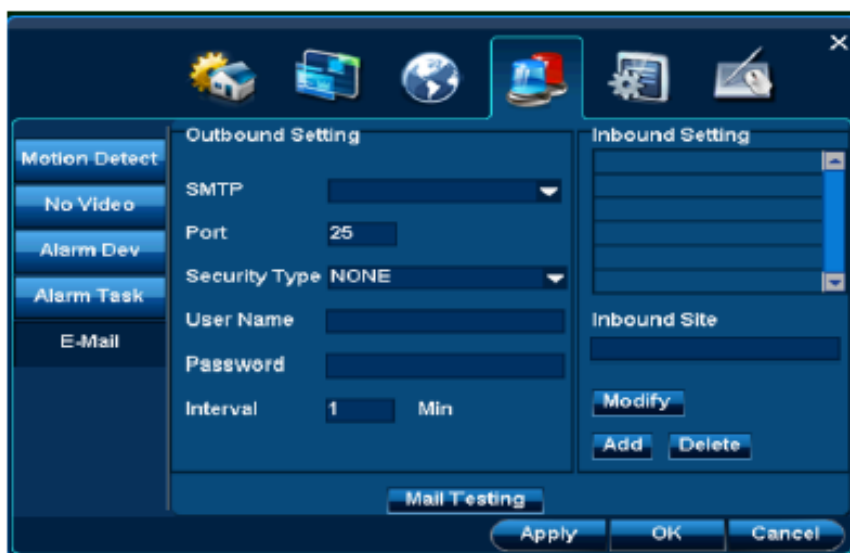 Motion Detect
No Video
Alarm Dev
Alarm Task
E-Mail
Outbound Setting
SMTP
Port 25
Security Type NONE
User Name
Password
Interval 1 Min
Inbound Setting
Inbound Site
Modify
Add Delete
Mail Testing
Apply OK Cancel